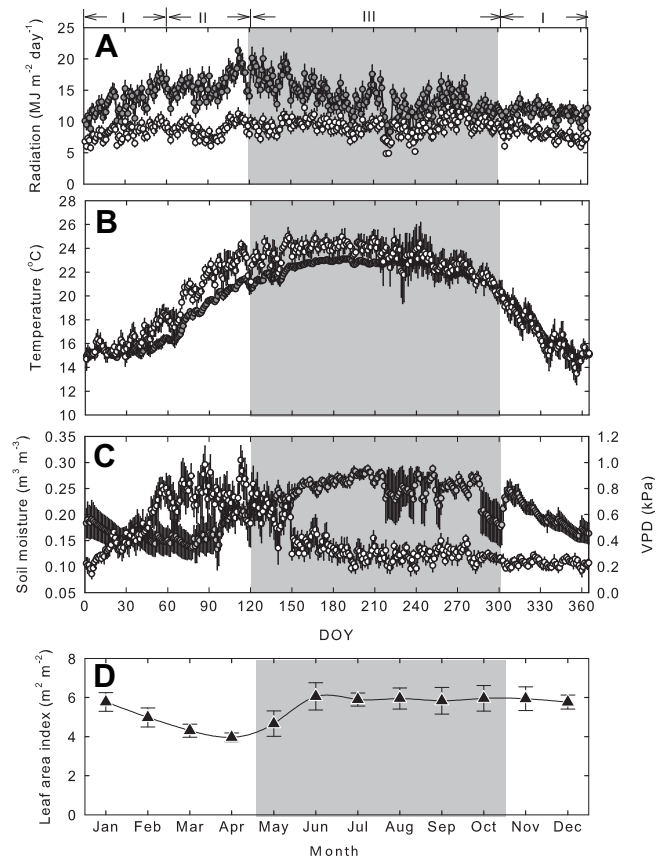 I II III I
A
25
20
15
10
5
0
Radiation (MJ m⁻² day⁻¹)
B
28
26
24
22
20
18
16
14
12
10
Temperature (°C)
C
0.35
0.30
0.25
0.20
0.15
0.10
0.05
Soil moisture (m³ m⁻³)
1.2
1.0
0.8
0.6
0.4
0.2
0.0
VPD (kPa)
0 30 60 90 120 150 180 210 240 270 300 330 360
DOY
D
8
6
4
2
0
Leaf area index (m² m⁻²)
Jan Feb Mar Apr May Jun Jul Aug Sep Oct Nov Dec
Month